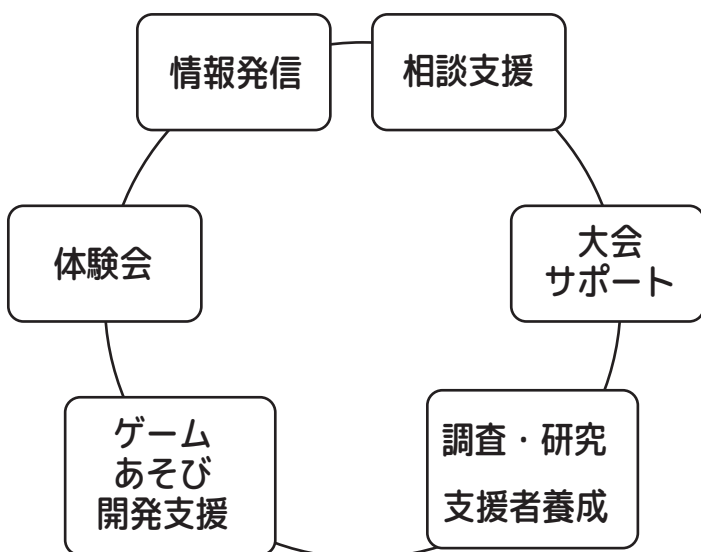 情報発信
相談支援
体験会
大会
サポート
ゲーム
あそび
開発支援
調査・研究
支援者養成